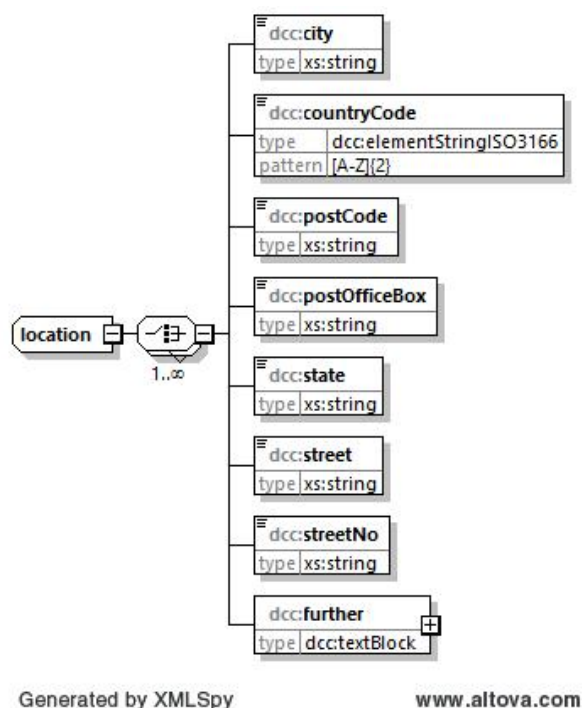 dcc:city
type xs:string
dcc:countryCode
type dcc:elementStringISO3166
pattern [A-Z]{2}
dcc:postCode
type xs:string
dcc:postOfficeBox
type xs:string
location
1..∞
dcc:state
type xs:string
dcc:street
type xs:string
dcc:streetNo
type xs:string
dcc:further
type dcc:textBlock
Generated by XMLSpy www.altova.com